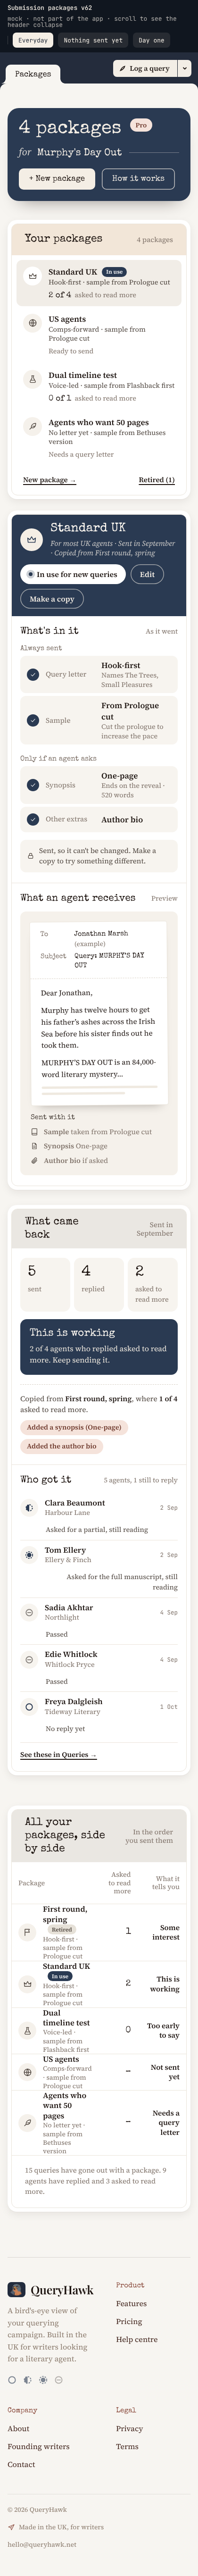 Submission packages v62
mock · not part of the app · scroll to see the
header collapse
Everyday
Nothing sent yet
Day one
Packages
Log a query
4 packages
Pro
for Murphy's Day Out
+ New package
How it works
Your packages
4 packages
Standard UK
In use
Hook-first · sample from Prologue cut
2 of 4 asked to read more
US agents
Comps-forward · sample from
Prologue cut
Ready to send
Dual timeline test
Voice-led · sample from Flashback first
0 of 1 asked to read more
Agents who want 50 pages
No letter yet · sample from Bethuses
version
Needs a query letter
New package →
Retired (1)
Standard UK
For most UK agents · Sent in September
· Copied from First round, spring
In use for new queries
Edit
Make a copy
What's in it
As it went
Always sent
Query letter
Hook-first
Names The Trees,
Small Pleasures
Sample
From Prologue
cut
Cut the prologue to
increase the pace
Only if an agent asks
Synopsis
One-page
Ends on the reveal ·
520 words
Other extras
Author bio
Sent, so it can't be changed. Make a
copy to try something different.
What an agent receives
Preview
To
Jonathan Marsh
(example)
Subject
Query: MURPHY'S DAY
OUT
Dear Jonathan,
Murphy has twelve hours to get
his father's ashes across the Irish
Sea before his sister finds out he
took them.
MURPHY'S DAY OUT is an 84,000-
word literary mystery...
Sent with it
Sample taken from Prologue cut
Synopsis One-page
Author bio if asked
What came
back
Sent in
September
5
sent
4
replied
2
asked to
read more
This is working
2 of 4 agents who replied asked to read
more. Keep sending it.
Copied from First round, spring, where 1 of 4
asked to read more.
Added a synopsis (One-page)
Added the author bio
Who got it
5 agents, 1 still to reply
Clara Beaumont
Harbour Lane
2 Sep
Asked for a partial, still reading
Tom Ellery
Ellery & Finch
2 Sep
Asked for the full manuscript, still
reading
Sadia Akhtar
Northlight
4 Sep
Passed
Edie Whitlock
Whitlock Pryce
4 Sep
Passed
Freya Dalgleish
Tideway Literary
1 Oct
No reply yet
See these in Queries →
All your
packages, side
by side
In the order
you sent them
Package
Asked
to read
more
What it
tells you
First round,
spring
Retired
Hook-first ·
sample from
Prologue cut
1
Some
interest
Standard UK
In use
Hook-first ·
sample from
Prologue cut
2
This is
working
Dual
timeline test
Voice-led ·
sample from
Flashback first
0
Too early
to say
US agents
Comps-forward
· sample from
Prologue cut
–
Not sent
yet
Agents who
want 50
pages
No letter yet ·
sample from
Bethuses
version
–
Needs a
query
letter
15 queries have gone out with a package. 9
agents have replied and 3 asked to read
more.
QueryHawk
A bird's-eye view of
your querying
campaign. Built in the
UK for writers looking
for a literary agent.
Product
Features
Pricing
Help centre
Company
About
Founding writers
Contact
Legal
Privacy
Terms
© 2026 QueryHawk
Made in the UK, for writers
hello@queryhawk.net